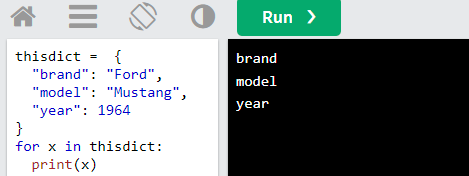 Run ❯
thisdict =  {
  "brand": "Ford",
  "model": "Mustang",
  "year": 1964
}
for x in thisdict:
  print(x)
brand
model
year